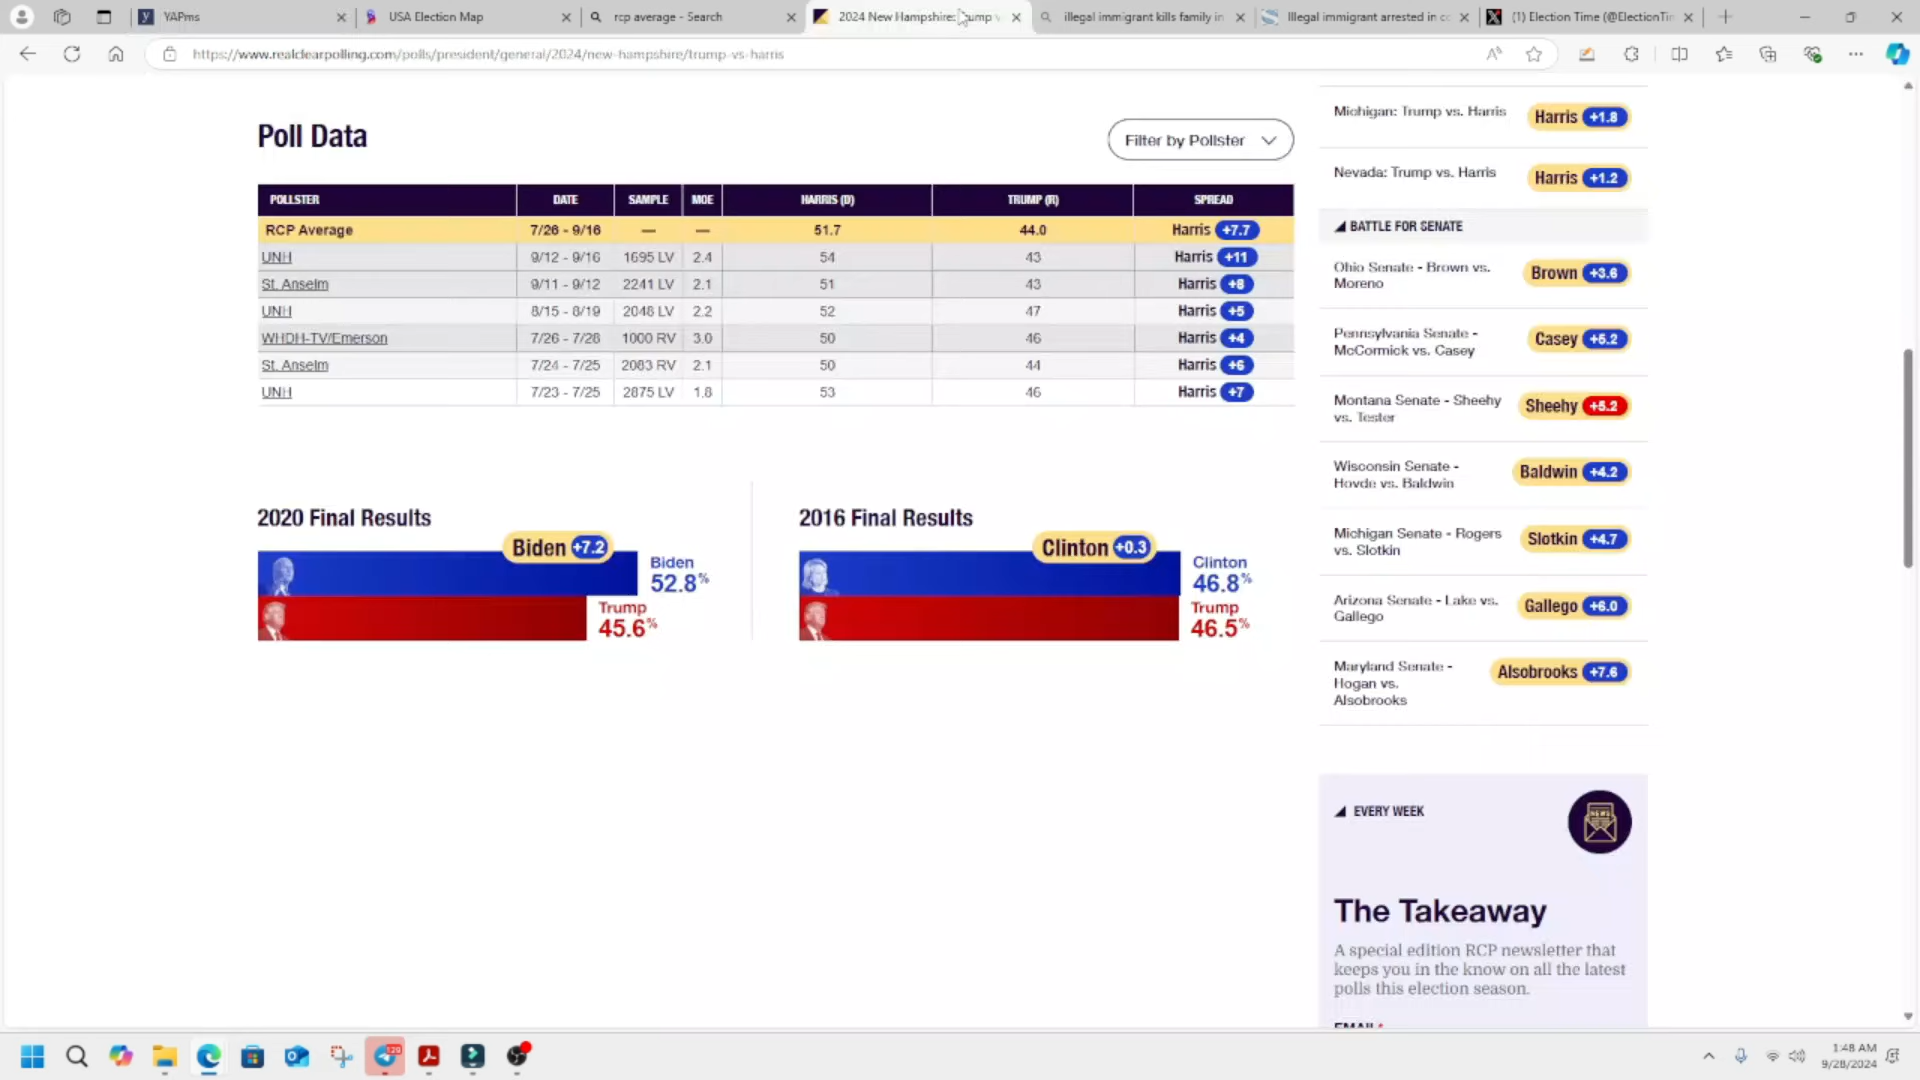 YAPms
USA Election Map
rcp average - Search
2024 New Hampshire: Trump v
illegal immigrant kills family in
Illegal immigrant arrested in cc
(1) Election Time (@ElectionTin
https://www.realclearpolling.com/polls/president/general/2024/new-hampshire/trump-vs-harris
Poll Data
Filter by Pollster
POLLSTER DATE SAMPLE MOE HARRIS (D) TRUMP (R) SPREAD
RCP Average 7/26 - 9/16 — — 51.7 44.0 Harris +7.7
UNH 9/12 - 9/16 1695 LV 2.4 54 43 Harris +11
St. Anselm 9/11 - 9/12 2241 LV 2.1 51 43 Harris +8
UNH 8/15 - 8/19 2048 LV 2.2 52 47 Harris +5
WHDH-TV/Emerson 7/26 - 7/28 1000 RV 3.0 50 46 Harris +4
St. Anselm 7/24 - 7/25 2083 RV 2.1 50 44 Harris +6
UNH 7/23 - 7/25 2875 LV 1.8 53 46 Harris +7
2020 Final Results
Biden +7.2
Biden
52.8%
Trump
45.6%
2016 Final Results
Clinton +0.3
Clinton
46.8%
Trump
46.5%
Michigan: Trump vs. Harris Harris +1.8
Nevada: Trump vs. Harris Harris +1.2
BATTLE FOR SENATE
Ohio Senate - Brown vs.
Moreno
Brown +3.6
Pennsylvania Senate -
McCormick vs. Casey
Casey +5.2
Montana Senate - Sheehy
vs. Tester
Sheehy +5.2
Wisconsin Senate -
Hovde vs. Baldwin
Baldwin +4.2
Michigan Senate - Rogers
vs. Slotkin
Slotkin +4.7
Arizona Senate - Lake vs.
Gallego
Gallego +6.0
Maryland Senate -
Hogan vs.
Alsobrooks
Alsobrooks +7.6
EVERY WEEK
NEWS
The Takeaway
A special edition RCP newsletter that
keeps you in the know on all the latest
polls this election season.
EMAIL*
1:48 AM
9/28/2024